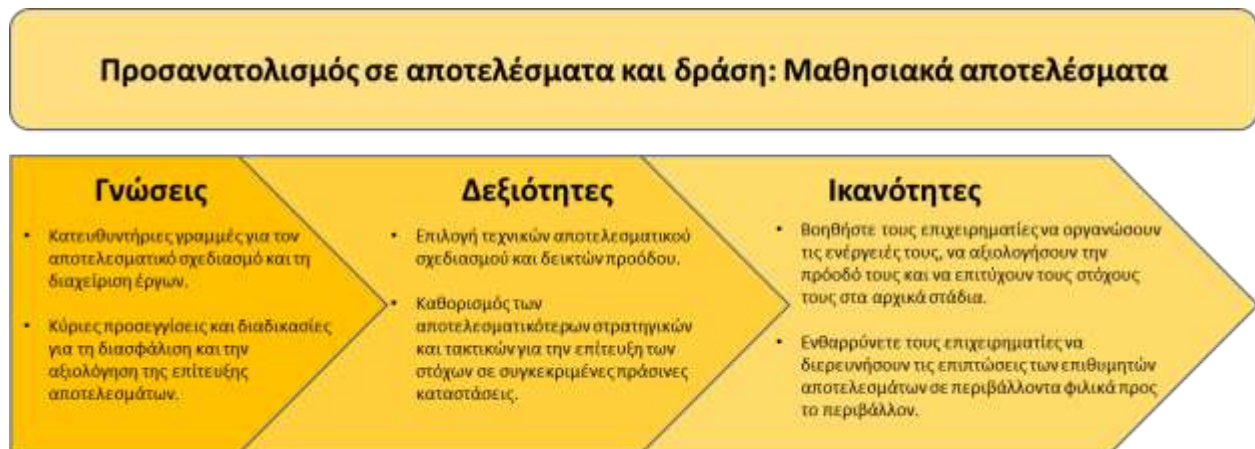 Προσανατολισμός σε αποτελέσματα και δράση: Μαθησιακά αποτελέσματα
Γνώσεις
• Κατευθυντήριες γραμμές για τον
αποτελεσματικό σχεδιασμό και τη
διαχείριση έργων.
• Κύριες προσεγγίσεις και διαδικασίες
για τη διασφάλιση και την
αξιολόγηση της επίτευξης
αποτελεσμάτων.
Δεξιότητες
• Επιλογή τεχνικών αποτελεσματικού
σχεδιασμού και δεικτών προόδου.
• Καθορισμός των
αποτελεσματικότερων στρατηγικών
και τακτικών για την επίτευξη των
στόχων σε συγκεκριμένες πράσινες
καταστάσεις.
Ικανότητες
• Βοηθήστε τους επιχειρηματίες να οργανώσουν
τις ενέργειές τους, να αξιολογήσουν την
πρόοδό τους και να επιτύχουν τους στόχους
τους στα αρχικά στάδια.
• Ενθαρρύνετε τους επιχειρηματίες να
διερευνήσουν τις επιπτώσεις των επιθυμητών
αποτελεσμάτων σε περιβάλλοντα φιλικά προς
το περιβάλλον.